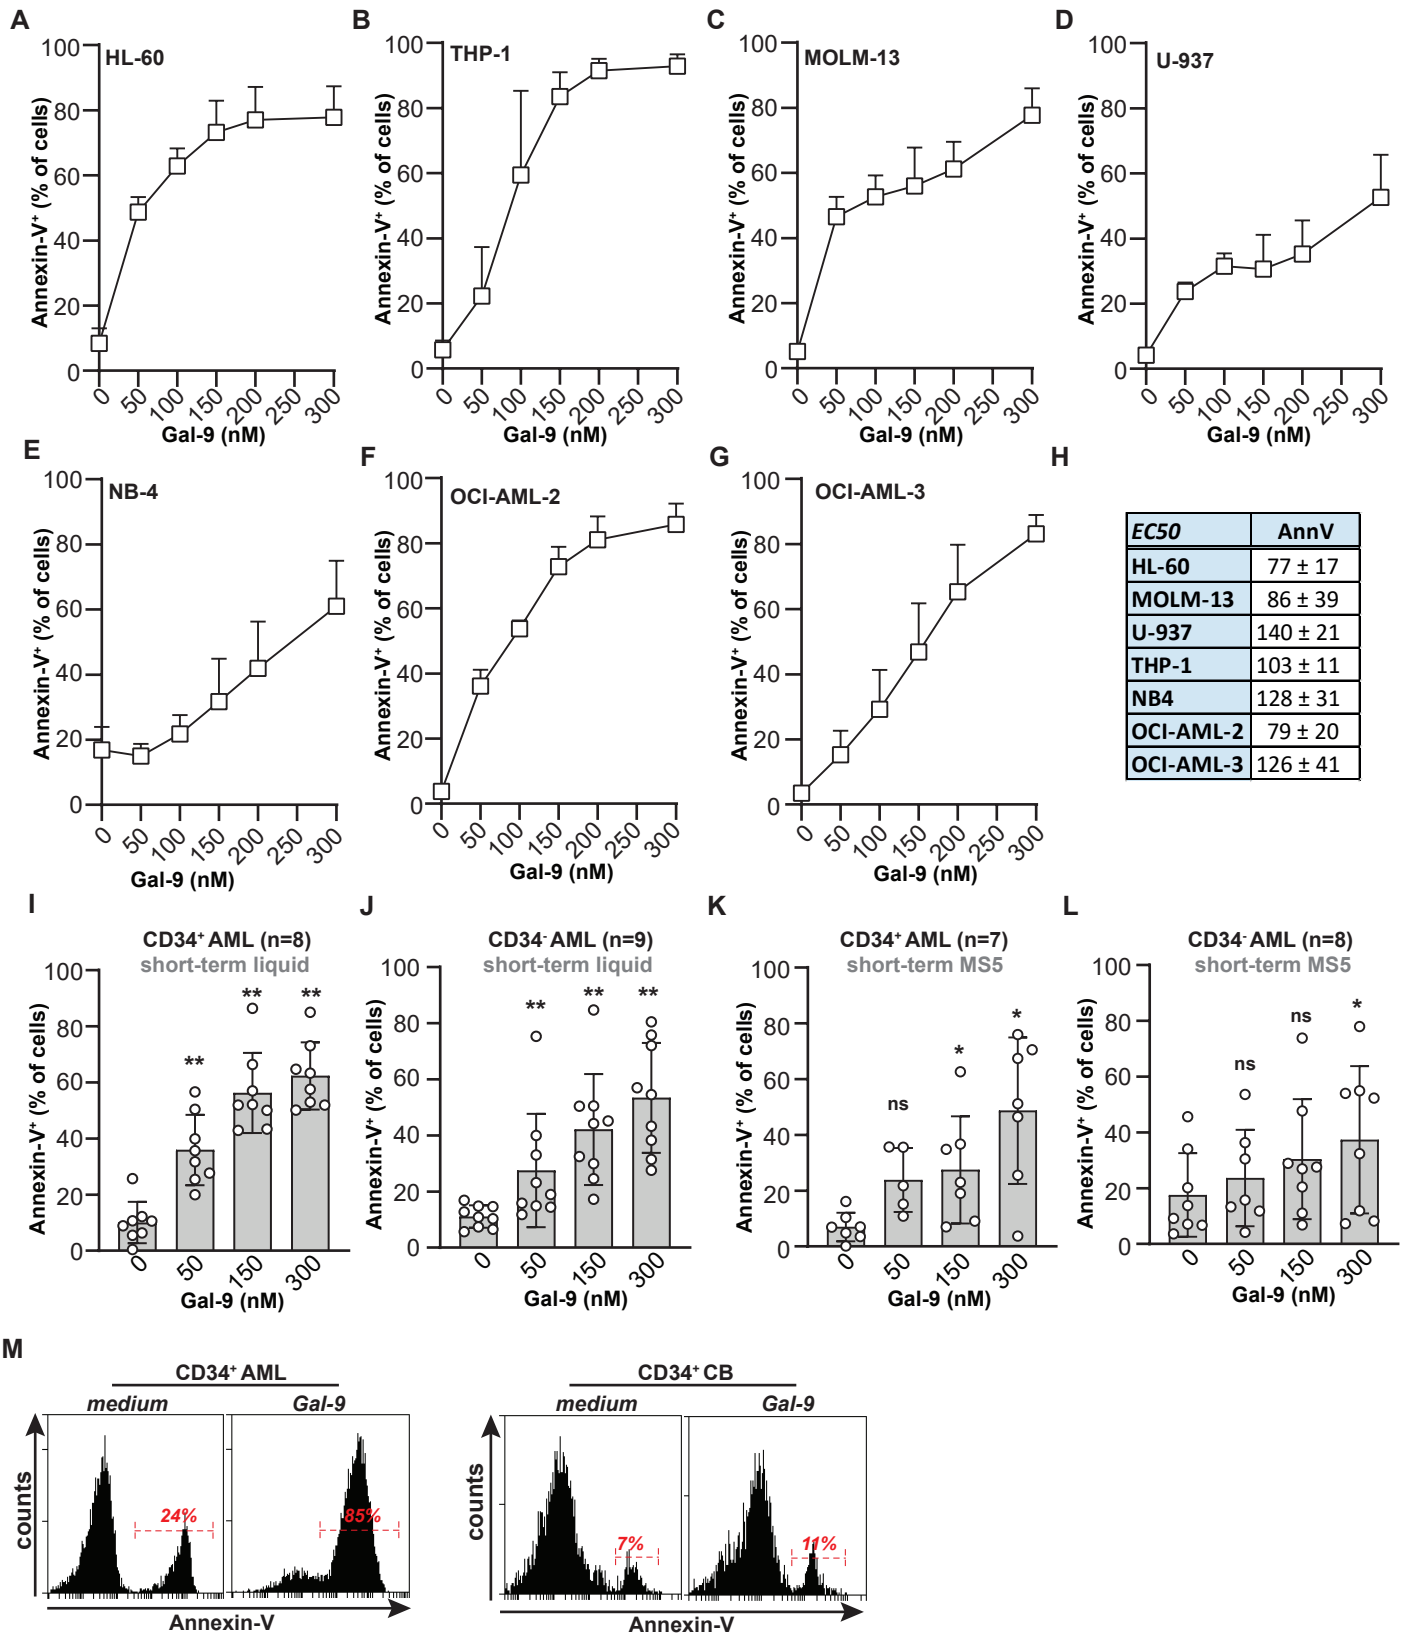 A
HL-60
100
80
60
40
20
0
Annexin-V⁺ (% of cells)
0 50 100 150 200 250 300
Gal-9 (nM)
B
THP-1
100
80
60
40
20
0
Annexin-V⁺ (% of cells)
0 50 100 150 200 250 300
Gal-9 (nM)
C
MOLM-13
100
80
60
40
20
0
Annexin-V⁺ (% of cells)
0 50 100 150 200 250 300
Gal-9 (nM)
D
U-937
100
80
60
40
20
0
Annexin-V⁺ (% of cells)
0 50 100 150 200 250 300
Gal-9 (nM)
E
NB-4
100
80
60
40
20
0
Annexin-V⁺ (% of cells)
0 50 100 150 200 250 300
Gal-9 (nM)
F
OCI-AML-2
100
80
60
40
20
0
Annexin-V⁺ (% of cells)
0 50 100 150 200 250 300
Gal-9 (nM)
G
OCI-AML-3
100
80
60
40
20
0
Annexin-V⁺ (% of cells)
0 50 100 150 200 250 300
Gal-9 (nM)
H
EC50 AnnV
HL-60 77 ± 17
MOLM-13 86 ± 39
U-937 140 ± 21
THP-1 103 ± 11
NB4 128 ± 31
OCI-AML-2 79 ± 20
OCI-AML-3 126 ± 41
I
CD34⁺ AML (n=8)
short-term liquid
100
80
60
40
20
0
Annexin-V⁺ (% of cells)
** ** **
0 50 150 300
Gal-9 (nM)
J
CD34⁻ AML (n=9)
short-term liquid
100
80
60
40
20
0
Annexin-V⁺ (% of cells)
** ** **
0 50 150 300
Gal-9 (nM)
K
CD34⁺ AML (n=7)
short-term MS5
100
80
60
40
20
0
Annexin-V⁺ (% of cells)
ns * *
0 50 150 300
Gal-9 (nM)
L
CD34⁻ AML (n=8)
short-term MS5
100
80
60
40
20
0
Annexin-V⁺ (% of cells)
ns ns *
0 50 150 300
Gal-9 (nM)
M
CD34⁺ AML
medium Gal-9
counts
24% 85%
Annexin-V
CD34⁺ CB
medium Gal-9
counts
7% 11%
Annexin-V